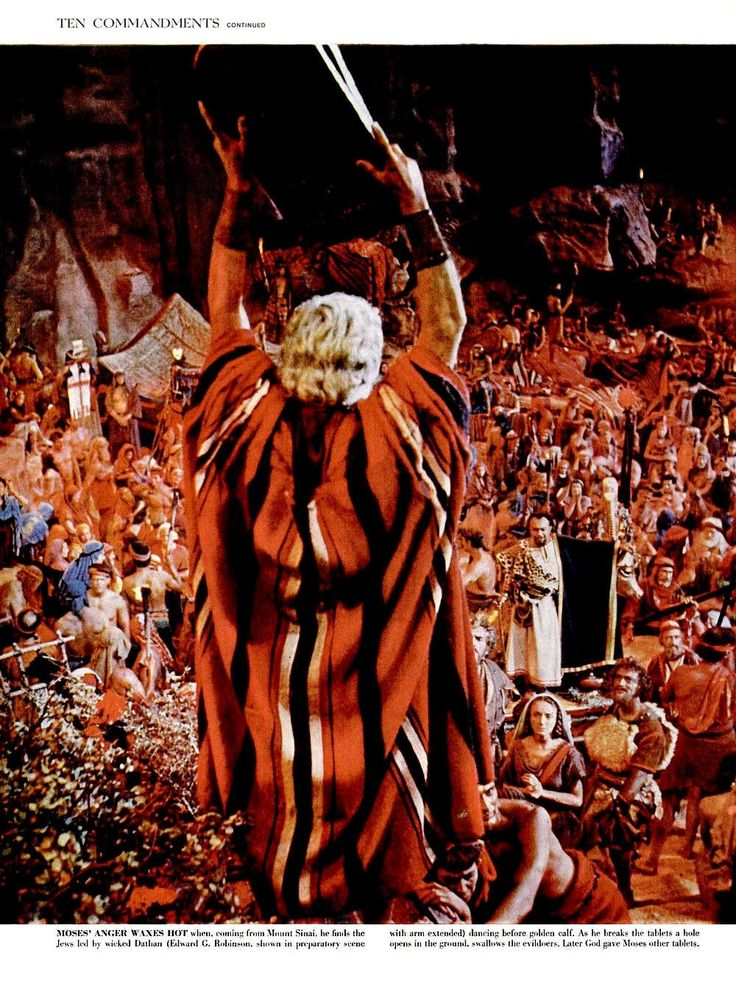 TEN COMMANDMENTS CONTINUED
MOSES' ANGER WAXES HOT when, coming from Mount Sinai, he finds the
Jews led by wicked Dathan (Edward G. Robinson, shown in preparatory scene
with arm extended) dancing before golden calf. As he breaks the tablets a hole
opens in the ground, swallows the evildoers. Later God gave Moses other tablets.